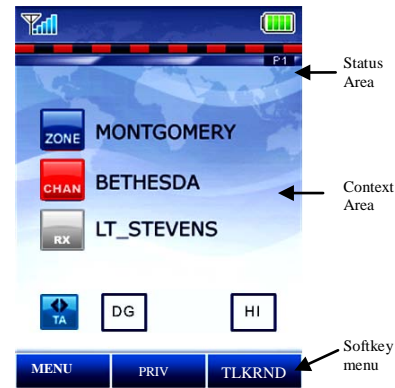 P1
Status
Area
ZONE MONTGOMERY
CHAN BETHESDA
Context
Area
RX LT_STEVENS
TA DG HI
Softkey
menu
MENU PRIV TLKRND